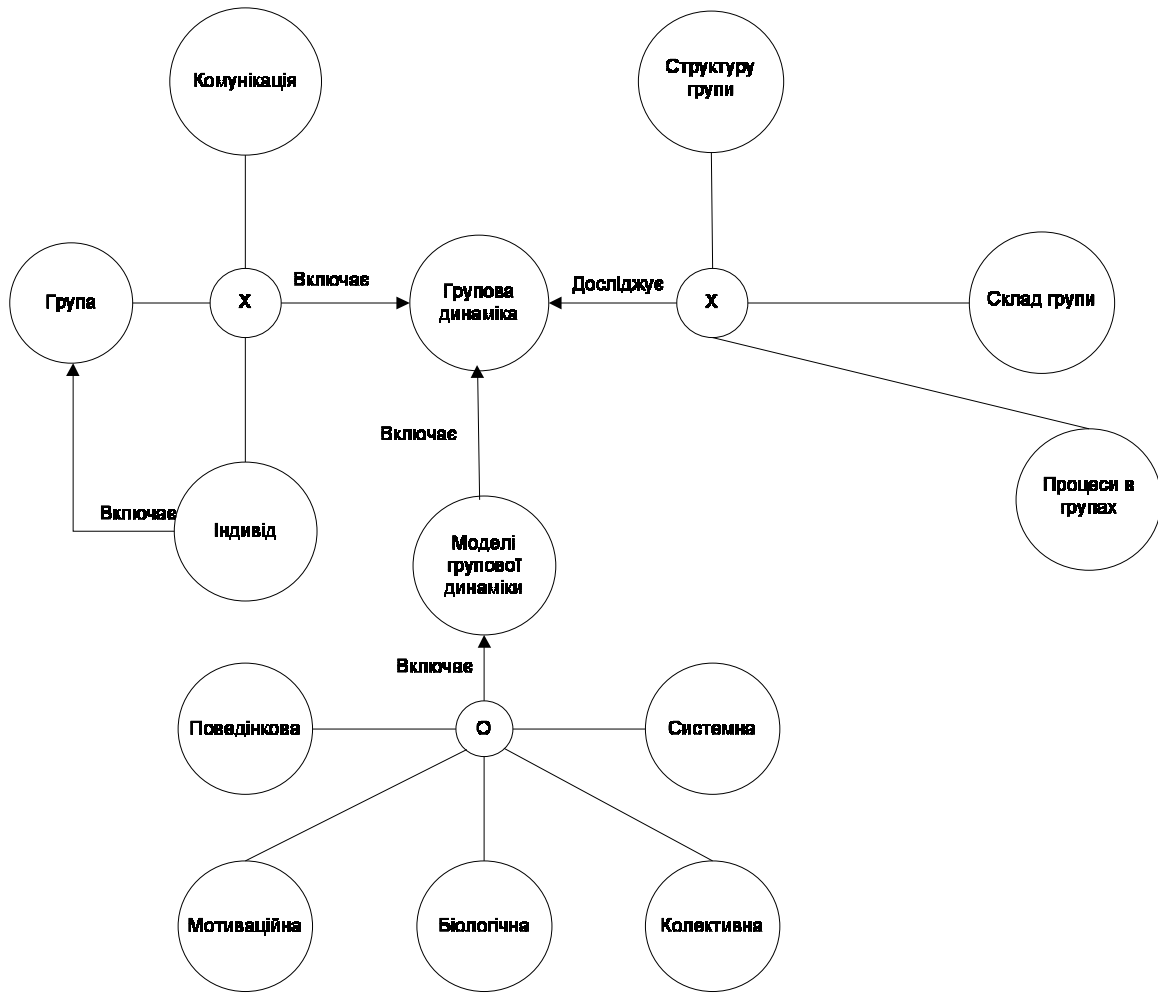 Комунікація
Структуру
групи
Група
X
Включає
Групова
динаміка
Досліджує
X
Склад групи
Включає
Процеси в
групах
Включає
Індивід
Моделі
групової
динаміки
Включає
Поведінкова
О
Системна
Мотиваційна
Біологічна
Колективна